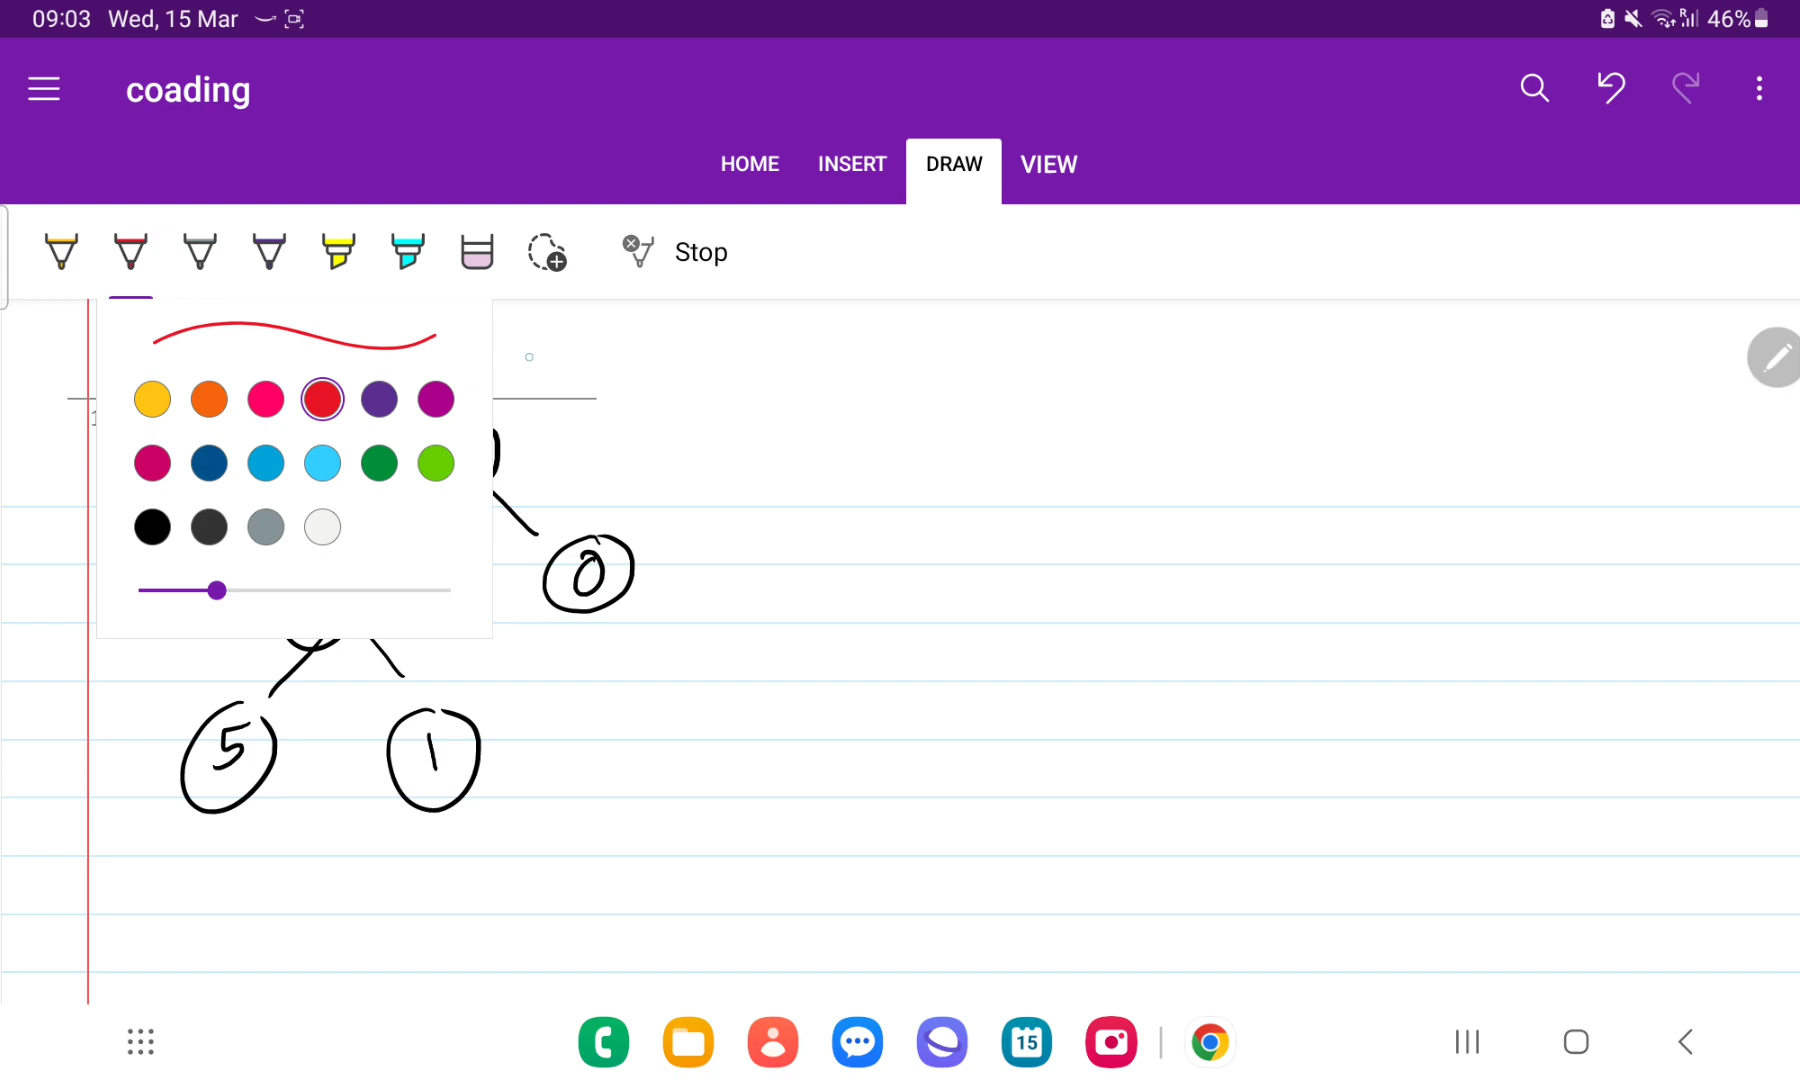 09:03 Wed, 15 Mar 46%
coading
HOME INSERT DRAW VIEW
Stop
0
5 1
15